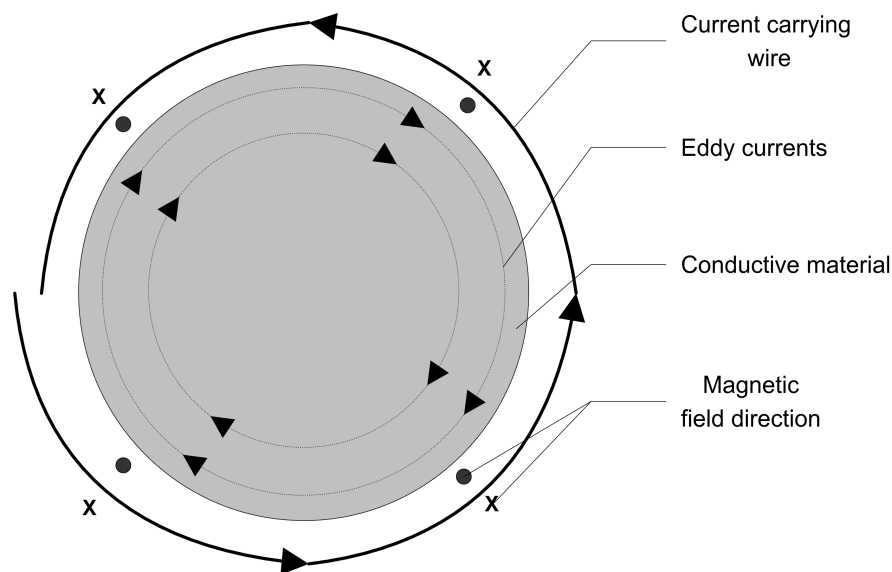 Current carrying
wire
X
X
Eddy currents
Conductive material
Magnetic
field direction
X
X